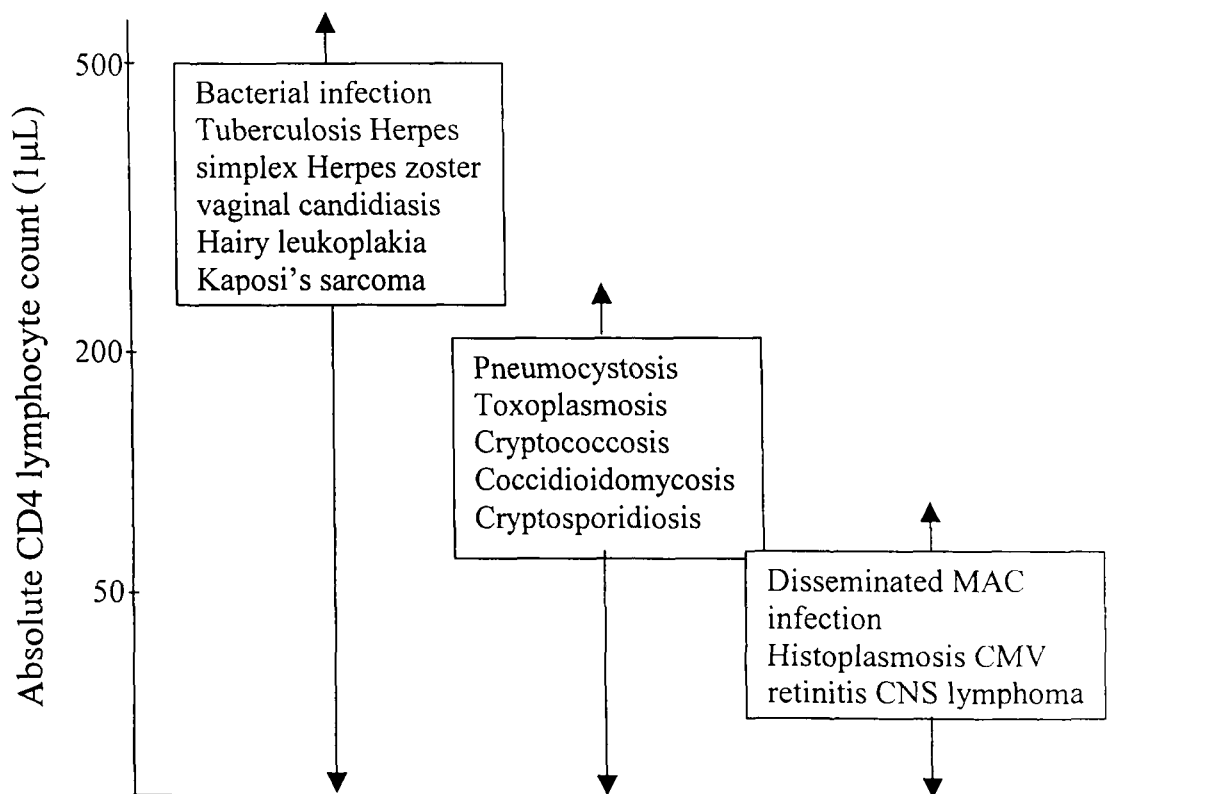 Absolute CD4 lymphocyte count (1µL)
500
200
50
Bacterial infection
Tuberculosis Herpes
simplex Herpes zoster
vaginal candidiasis
Hairy leukoplakia
Kaposi's sarcoma
Pneumocystosis
Toxoplasmosis
Cryptococcosis
Coccidioidomycosis
Cryptosporidiosis
Disseminated MAC
infection
Histoplasmosis CMV
retinitis CNS lymphoma